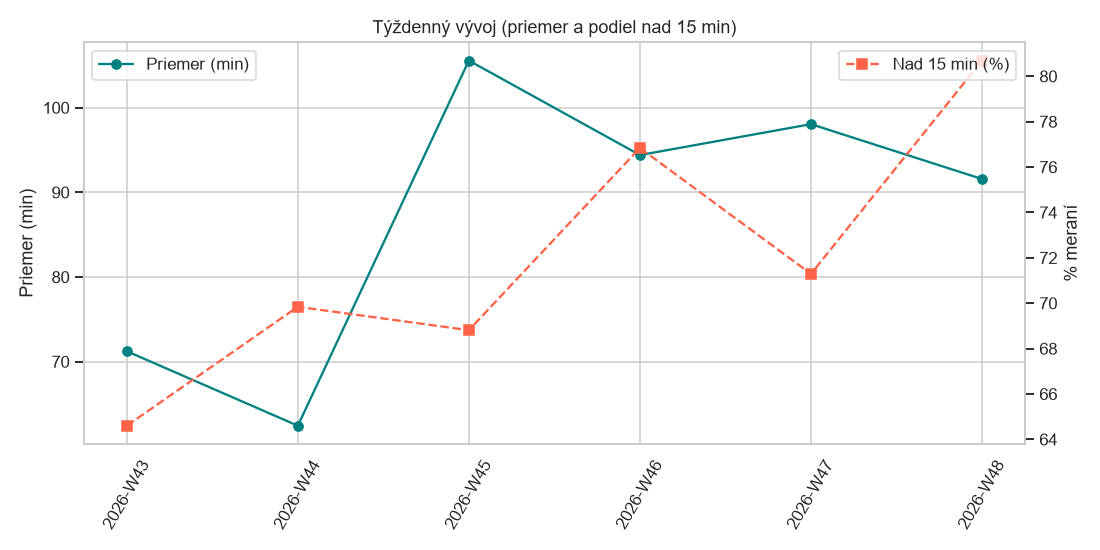 Týždenný vývoj (priemer a podiel nad 15 min)
Priemer (min)
Nad 15 min (%)
Priemer (min)
100
90
80
70
% meraní
80
78
76
74
72
70
68
66
64
2026-W43
2026-W44
2026-W45
2026-W46
2026-W47
2026-W48